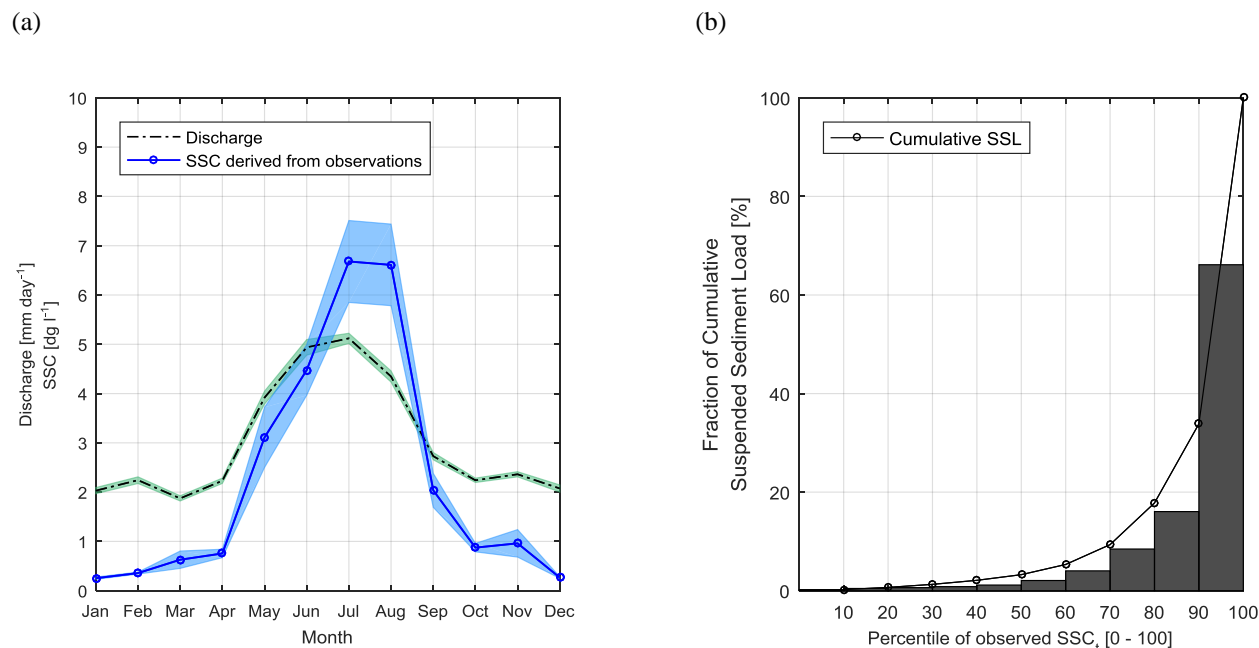 (a)
(b)
10
9
8
7
6
5
4
3
2
1
0
Discharge [mm day⁻¹]
SSC [dg l⁻¹]
Discharge
SSC derived from observations
Jan Feb Mar Apr May Jun Jul Aug Sep Oct Nov Dec
Month
100
80
60
40
20
0
Fraction of Cumulative
Suspended Sediment Load [%]
Cumulative SSL
10 20 30 40 50 60 70 80 90 100
Percentile of observed SSCₜ [0 - 100]